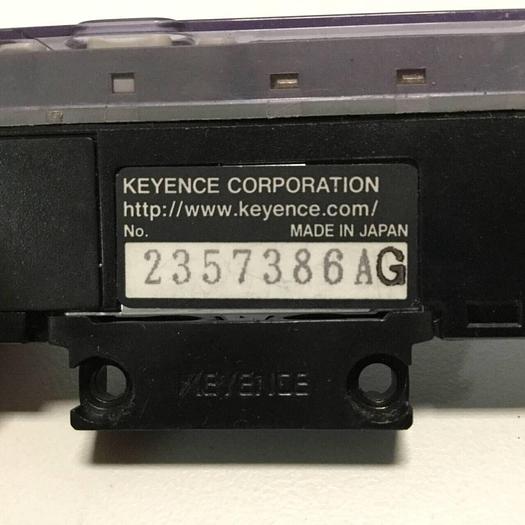 KEYENCE CORPORATION
http://www.keyence.com/
No. MADE IN JAPAN
2357386AG
KEYENCE